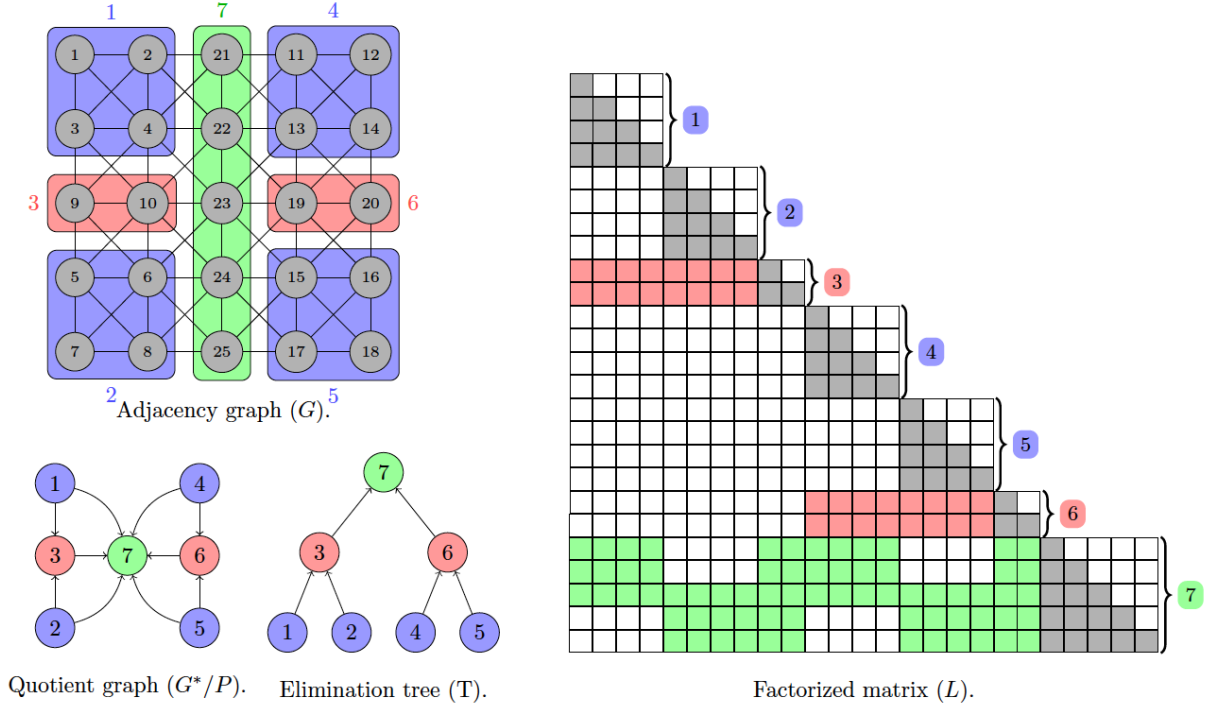 1 7 4
1 2 21 11 12
3 4 22 13 14
3 9 10 23 19 20 6
5 6 24 15 16
7 8 25 17 18
2 5
Adjacency graph (G).
1 4
3 7 6
2 5
Quotient graph (G*/P).
7
3 6
1 2 4 5
Elimination tree (T).
1
2
3
4
5
6
7
Factorized matrix (L).